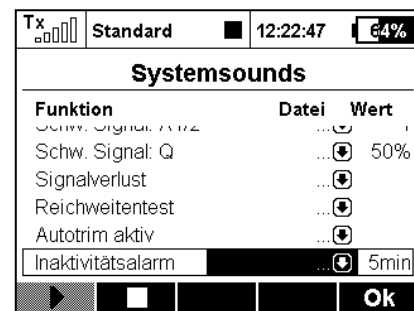 Tx Standard 12:22:47 64%
Systemsounds
Funktion Datei Wert
Schw. Signal: Q ... 50%
Signalverlust ...
Reichweitentest ...
Autotrim aktiv ...
Inaktivitätsalarm ... 5min
Ok